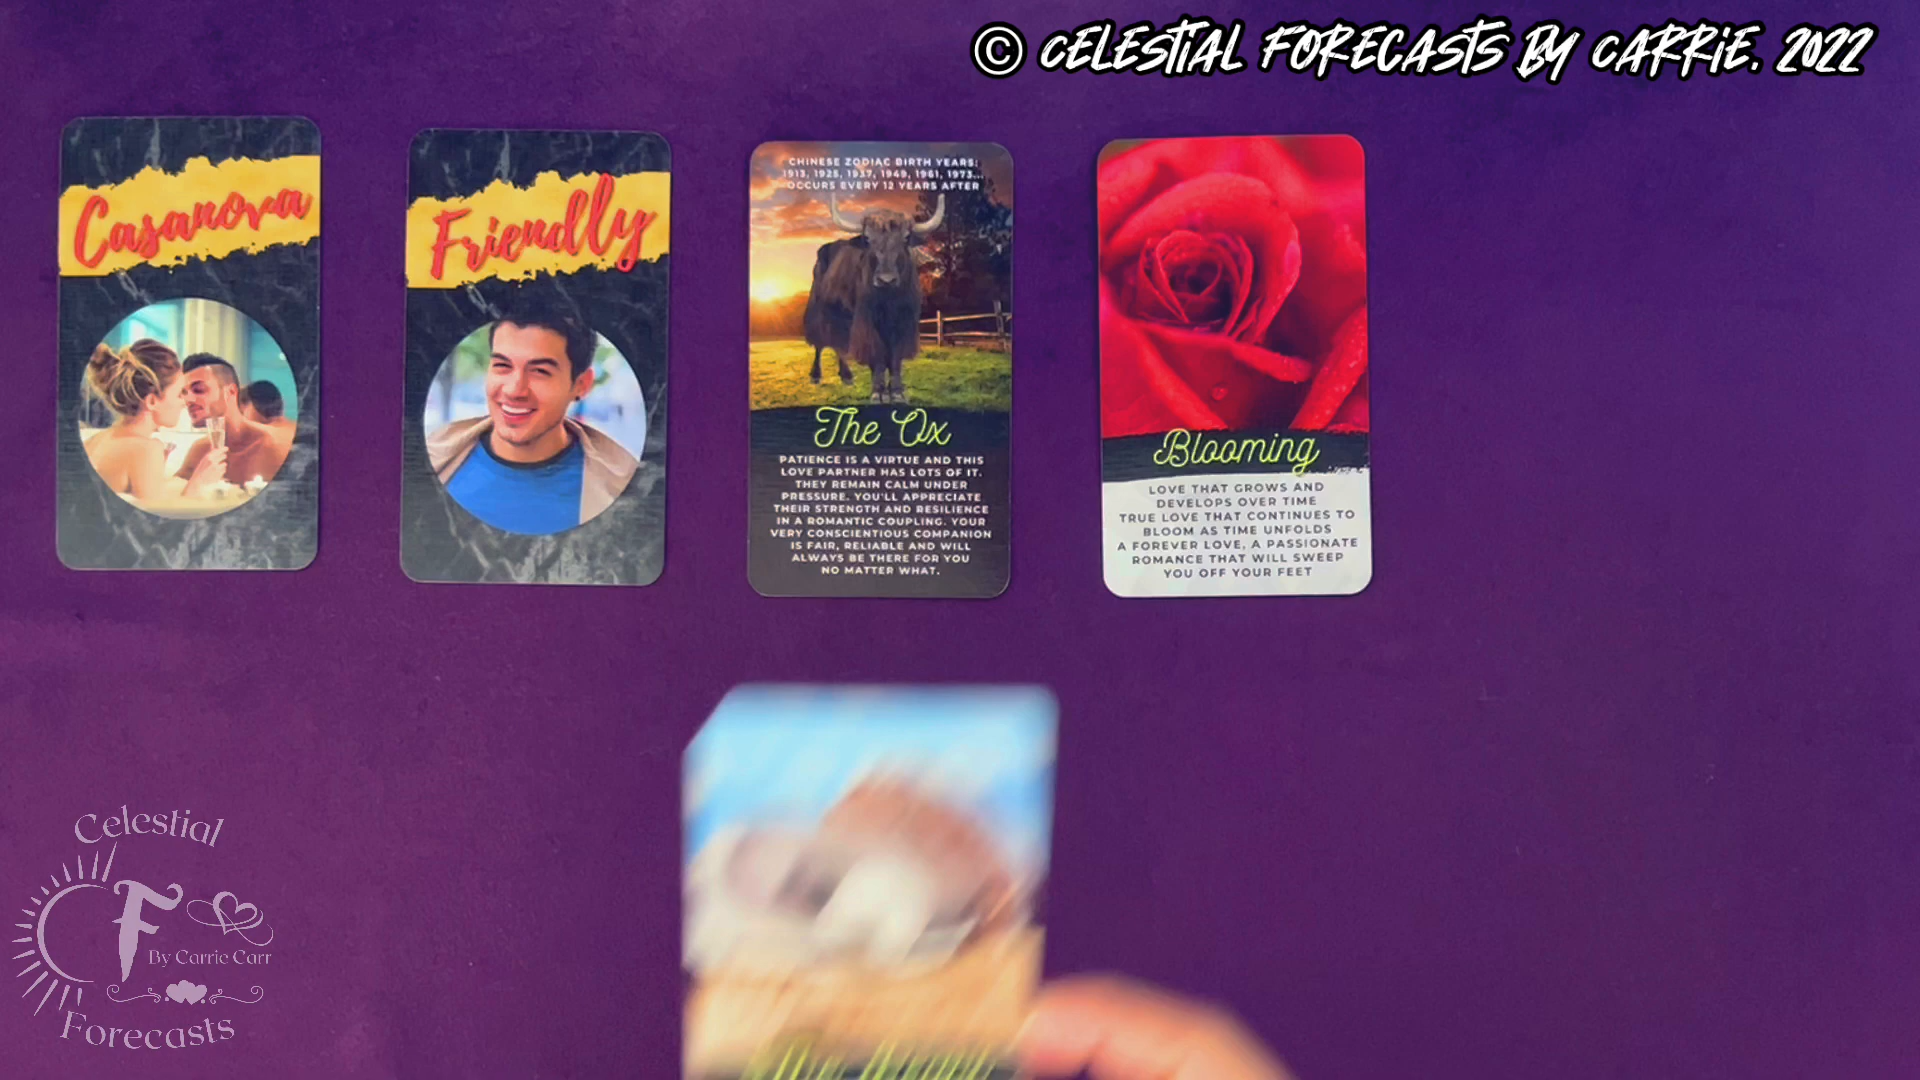 © CELESTIAL FORECASTS BY CARRIE. 2022
Casanova
Friendly
CHINESE ZODIAC BIRTH YEARS:
1913, 1925, 1937, 1949, 1961, 1973...
OCCURS EVERY 12 YEARS AFTER
The Ox
PATIENCE IS A VIRTUE AND THIS
LOVE PARTNER HAS LOTS OF IT.
THEY REMAIN CALM UNDER
PRESSURE. YOU'LL APPRECIATE
THEIR STRENGTH AND RESILIENCE
IN A ROMANTIC COUPLING. YOUR
VERY CONSCIENTIOUS COMPANION
IS FAIR, RELIABLE AND WILL
ALWAYS BE THERE FOR YOU
NO MATTER WHAT.
Blooming
LOVE THAT GROWS AND
DEVELOPS OVER TIME
TRUE LOVE THAT CONTINUES TO
BLOOM AS TIME UNFOLDS
A FOREVER LOVE, A PASSIONATE
ROMANCE THAT WILL SWEEP
YOU OFF YOUR FEET
Celestial
CF
By Carrie Carr
Forecasts